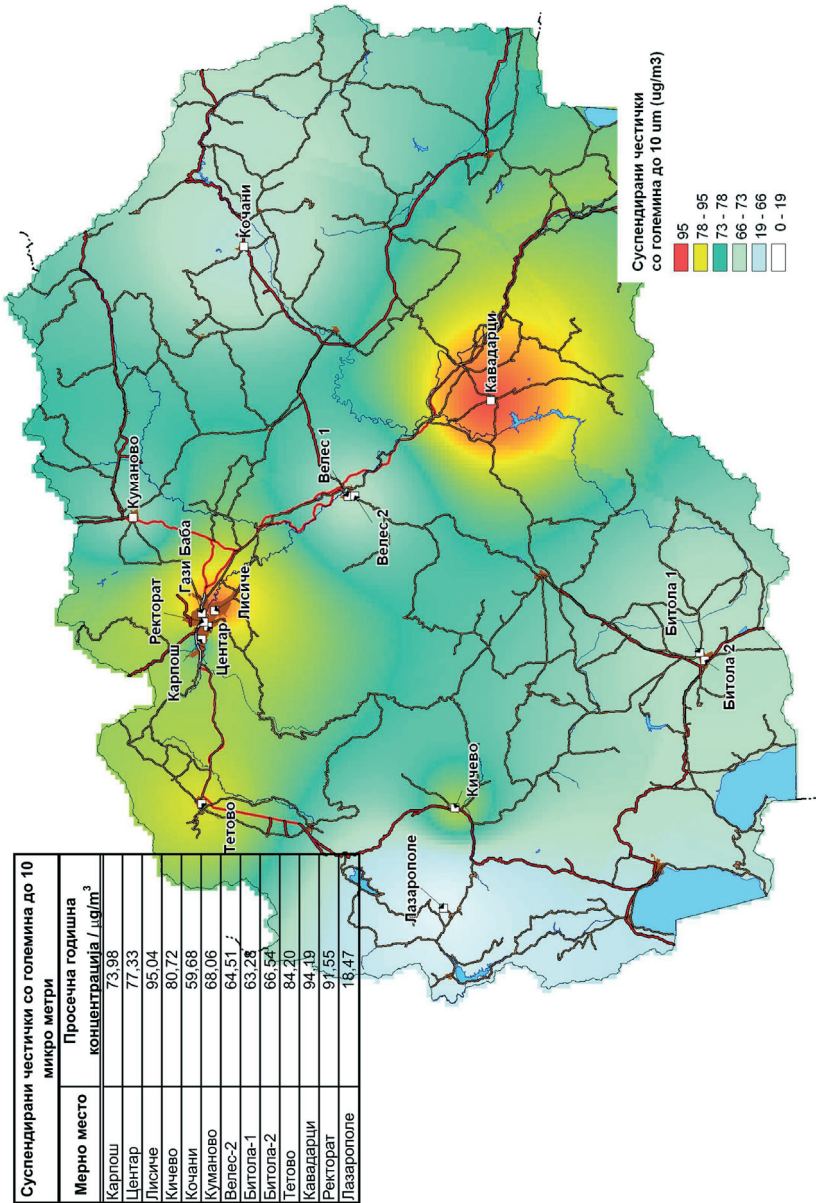 Суспендирани честички со големина до 10
микро метри
Мерно место Просечна годишна
концентрација / µg/m³
Карпош 73,98
Центар 77,33
Лисиче 95,04
Кичево 80,72
Кочани 59,68
Куманово 68,06
Велес-2 64,51
Битола-1 63,28
Битола-2 66,54
Тетово 84,20
Кавадарци 94,19
Ректорат 91,55
Лазарополе 18,47
Тетово
Карпош
Ректорат
Центар
Гази Баба
Лисиче
Куманово
Кочани
Велес 1
Велес-2
Кавадарци
Кичево
Лазарополе
Битола 1
Битола 2
Суспендирани честички
со големина до 10 um (ug/m3)
95
78 - 95
73 - 78
66 - 73
19 - 66
0 - 19